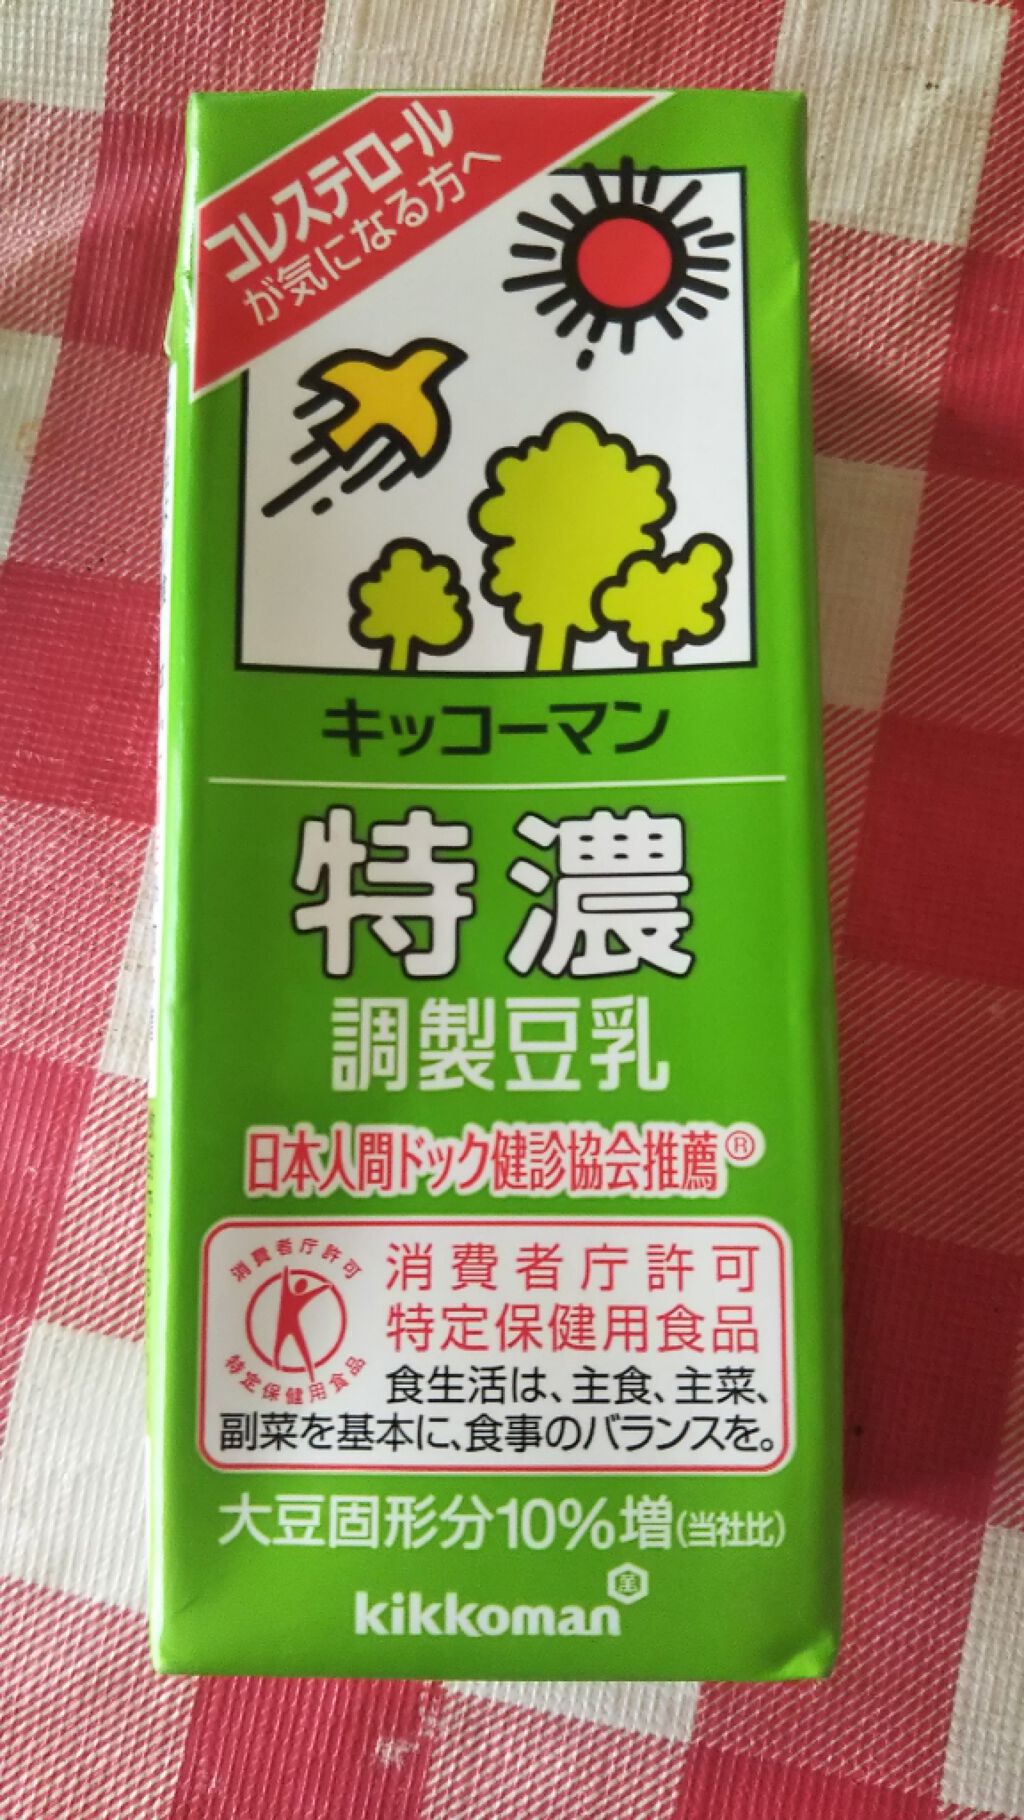 コレステロール
が気になる方へ
キッコーマン
特濃
調製豆乳
日本人間ドック健診協会推薦®
消費者庁許可
特定保健用食品
消費者庁許可
特定保健用食品
食生活は、主食、主菜、
副菜を基本に、食事のバランスを。
大豆固形分10%増(当社比)
kikkoman